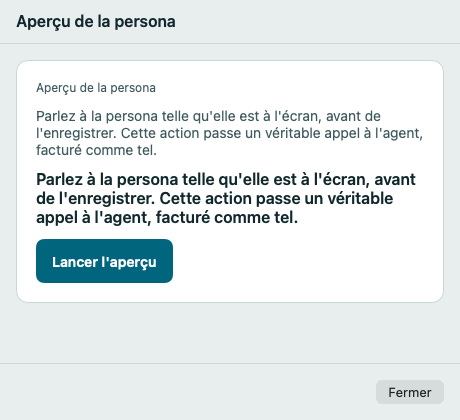 Aperçu de la persona
Aperçu de la persona
Parlez à la persona telle qu'elle est à l'écran, avant de
l'enregistrer. Cette action passe un véritable appel à l'agent,
facturé comme tel.
Parlez à la persona telle qu'elle est à l'écran, avant
de l'enregistrer. Cette action passe un véritable
appel à l'agent, facturé comme tel.
Lancer l'aperçu
Fermer